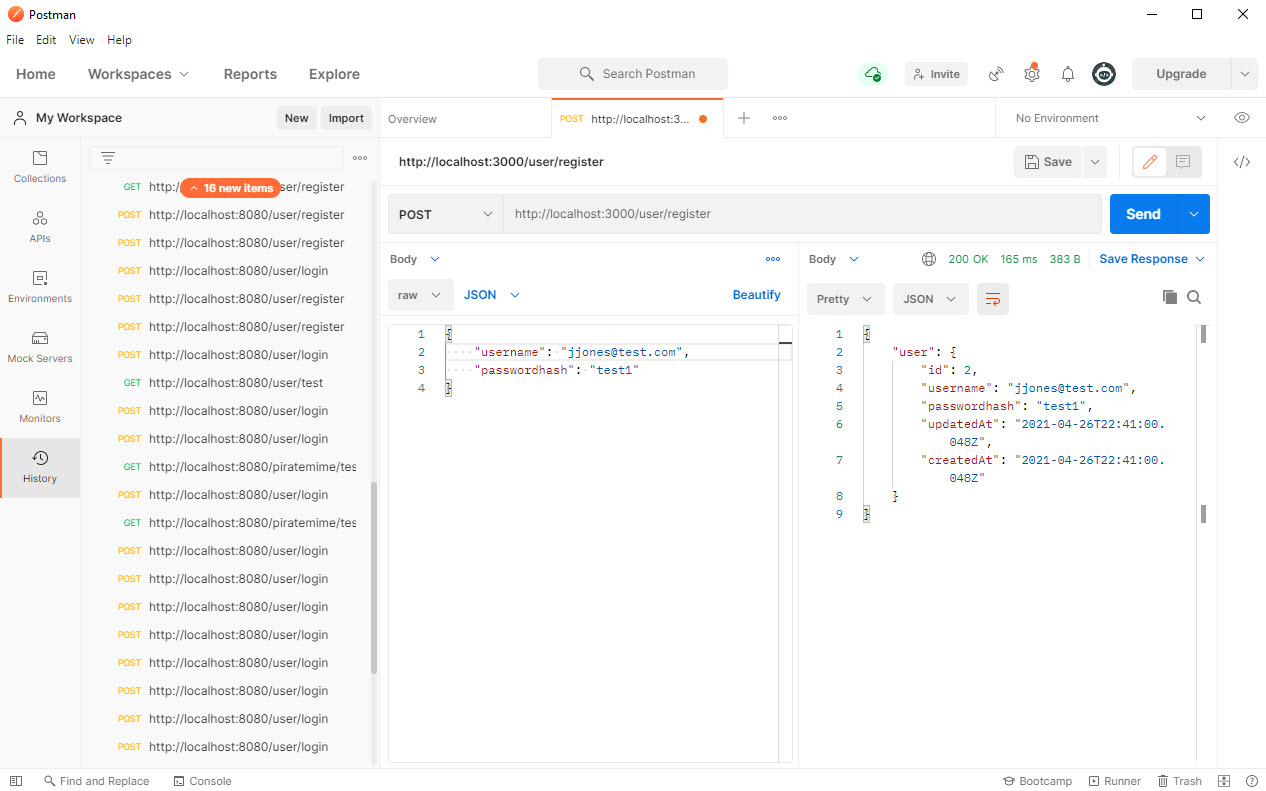 Postman
File Edit View Help
Home Workspaces Reports Explore Search Postman Invite Upgrade
My Workspace New Import
Overview POST http://localhost:3... No Environment
Collections
APIs
Environments
Mock Servers
Monitors
History
16 new items
GET http:/ ser/register
POST http://localhost:8080/user/register
POST http://localhost:8080/user/register
POST http://localhost:8080/user/login
POST http://localhost:8080/user/register
POST http://localhost:8080/user/register
POST http://localhost:8080/user/login
GET http://localhost:8080/user/test
POST http://localhost:8080/user/login
POST http://localhost:8080/user/login
GET http://localhost:8080/piratemime/tes
POST http://localhost:8080/user/login
GET http://localhost:8080/piratemime/tes
POST http://localhost:8080/user/login
POST http://localhost:8080/user/login
POST http://localhost:8080/user/login
POST http://localhost:8080/user/login
POST http://localhost:8080/user/login
POST http://localhost:8080/user/login
POST http://localhost:8080/user/login
POST http://localhost:8080/user/login
http://localhost:3000/user/register Save
POST http://localhost:3000/user/register Send
Body
raw JSON Beautify
1 {
2 "username": "jjones@test.com",
3 "passwordhash": "test1"
4 }
Body 200 OK 165 ms 383 B Save Response
Pretty JSON
1 {
2 "user": {
3 "id": 2,
4 "username": "jjones@test.com",
5 "passwordhash": "test1",
6 "updatedAt": "2021-04-26T22:41:00.
048Z",
7 "createdAt": "2021-04-26T22:41:00.
048Z"
8 }
9 }
Find and Replace Console Bootcamp Runner Trash